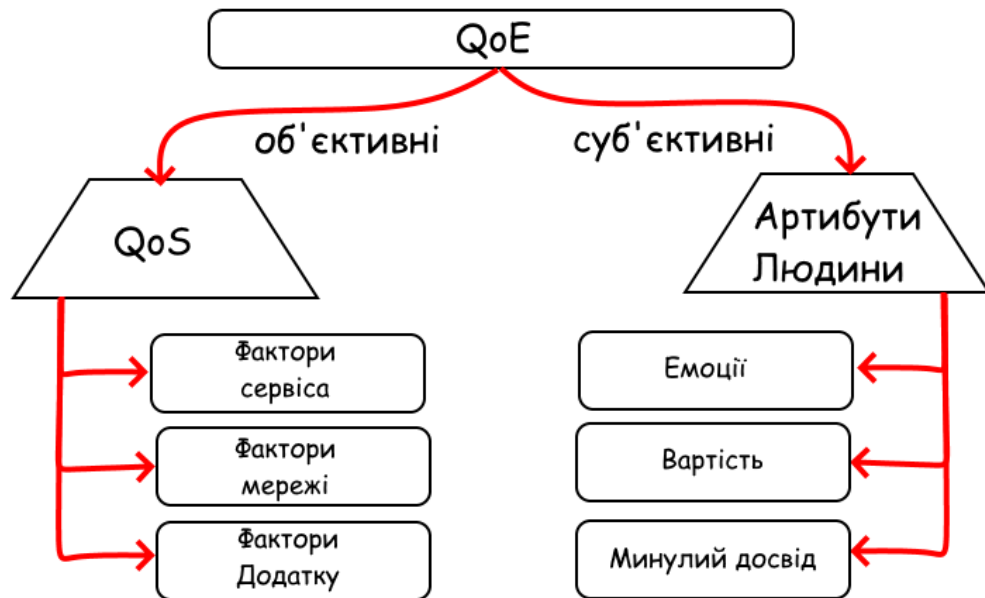 QoE
об'єктивні
суб'єктивні
QoS
Артибути
Людини
Фактори
сервіса
Фактори
мережі
Фактори
Додатку
Емоції
Вартість
Минулий досвід